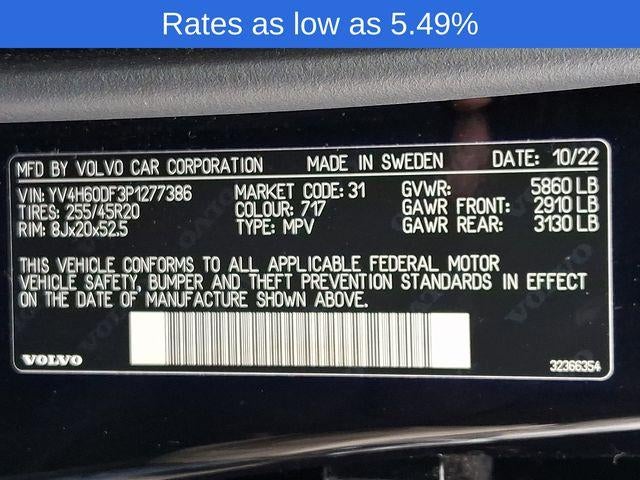 Rates as low as 5.49%
MFD BY VOLVO CAR CORPORATION MADE IN SWEDEN DATE: 10/22
VIN: YV4H60DF3P1277386 MARKET CODE: 31 GVWR: 5860 LB
TIRES: 255/45R20 COLOUR: 717 GAWR FRONT: 2910 LB
RIM: 8Jx20x52.5 TYPE: MPV GAWR REAR: 3130 LB
THIS VEHICLE CONFORMS TO ALL APPLICABLE FEDERAL MOTOR
VEHICLE SAFETY, BUMPER AND THEFT PREVENTION STANDARDS IN EFFECT
ON THE DATE OF MANUFACTURE SHOWN ABOVE.
VOLVO 32366354